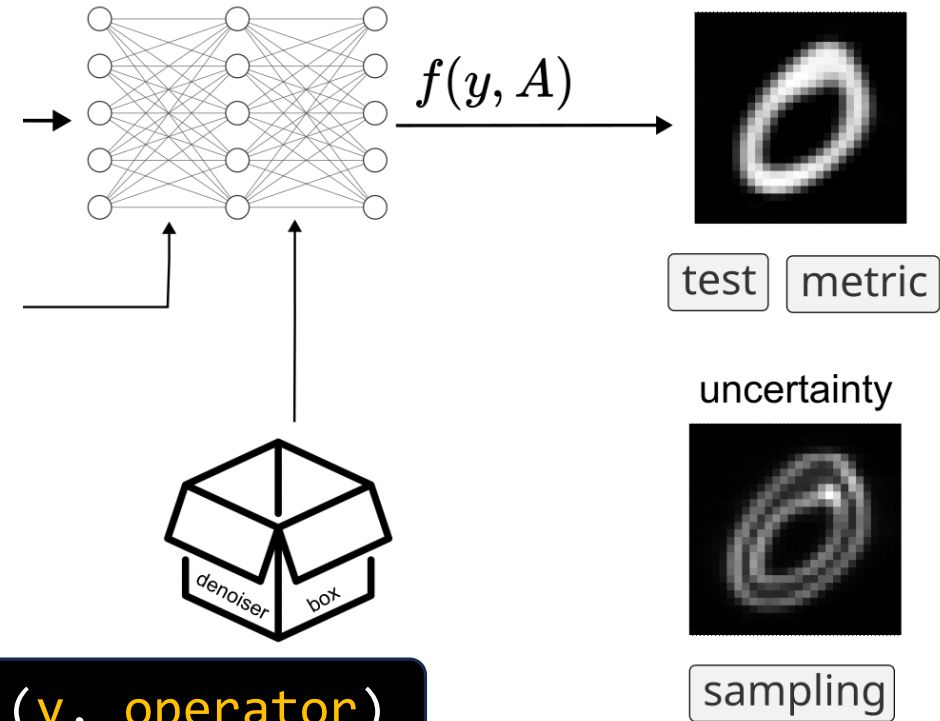 f(y, A)
test metric
uncertainty
denoiser box
(y, operator)
sampling